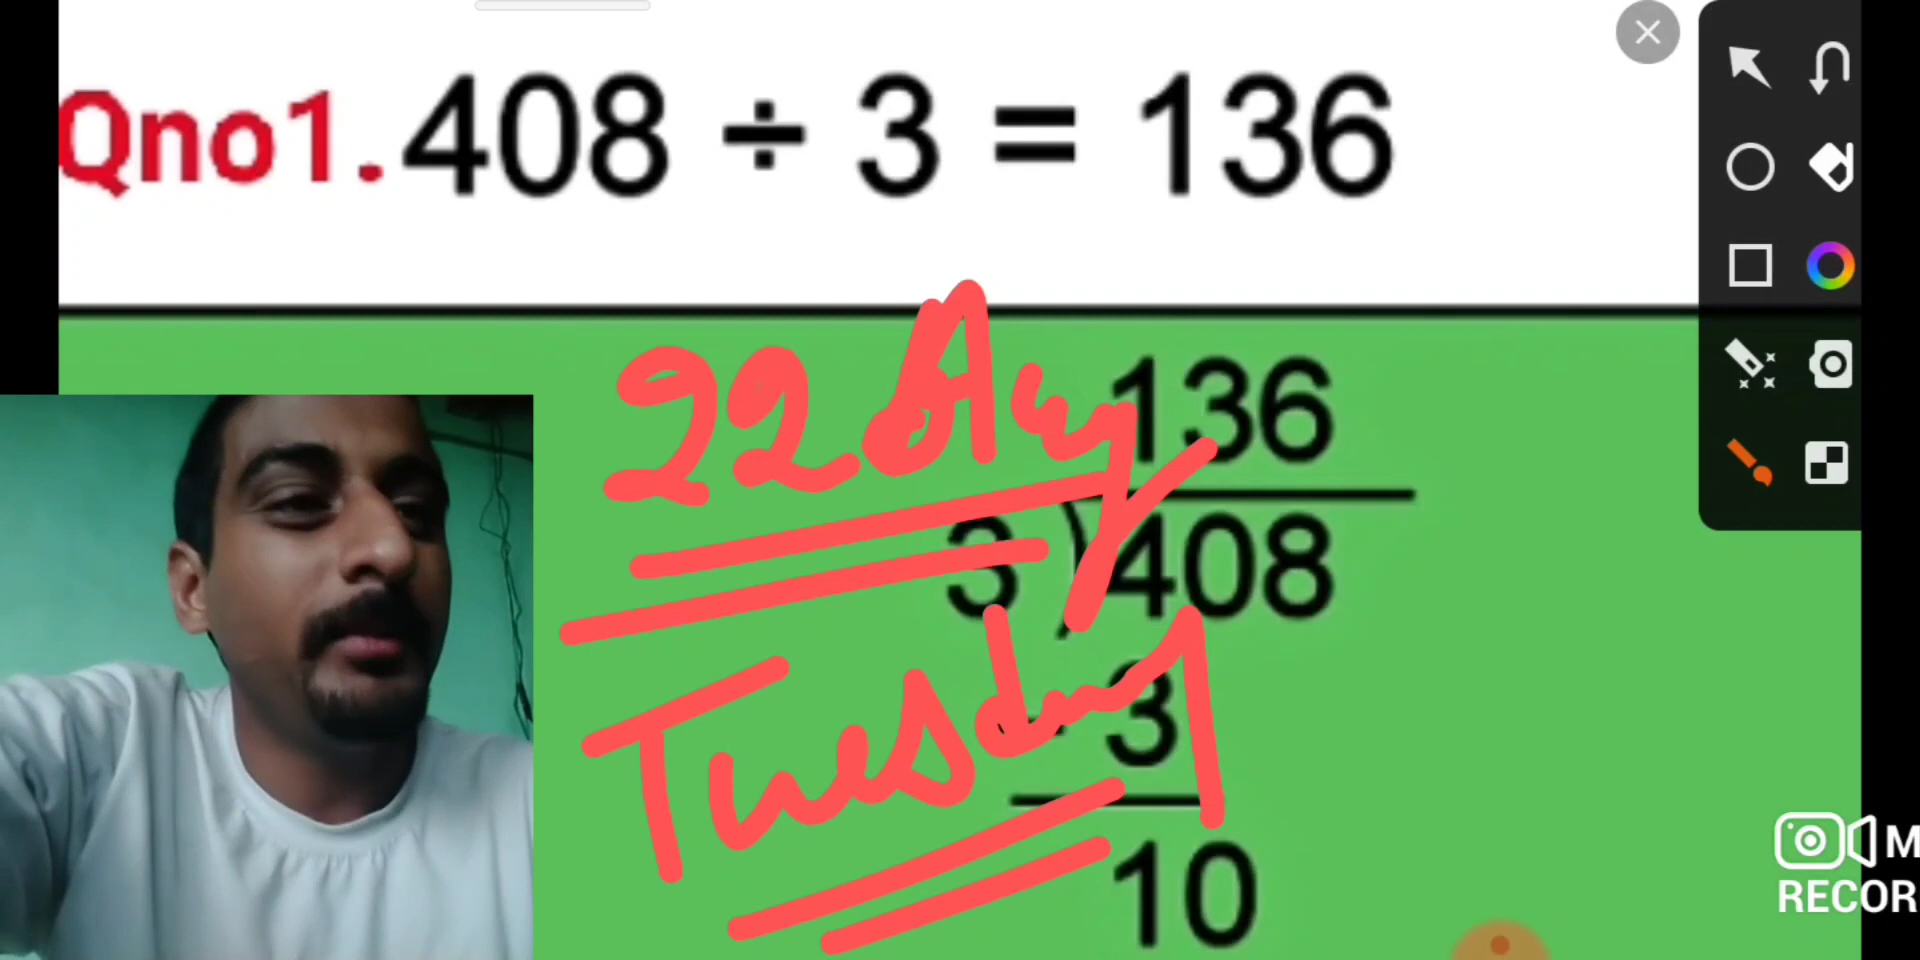 Qno1. 408 ÷ 3 = 136
22 Aug
136
3 ) 408
Tuesday
- 3
10
M
RECOR